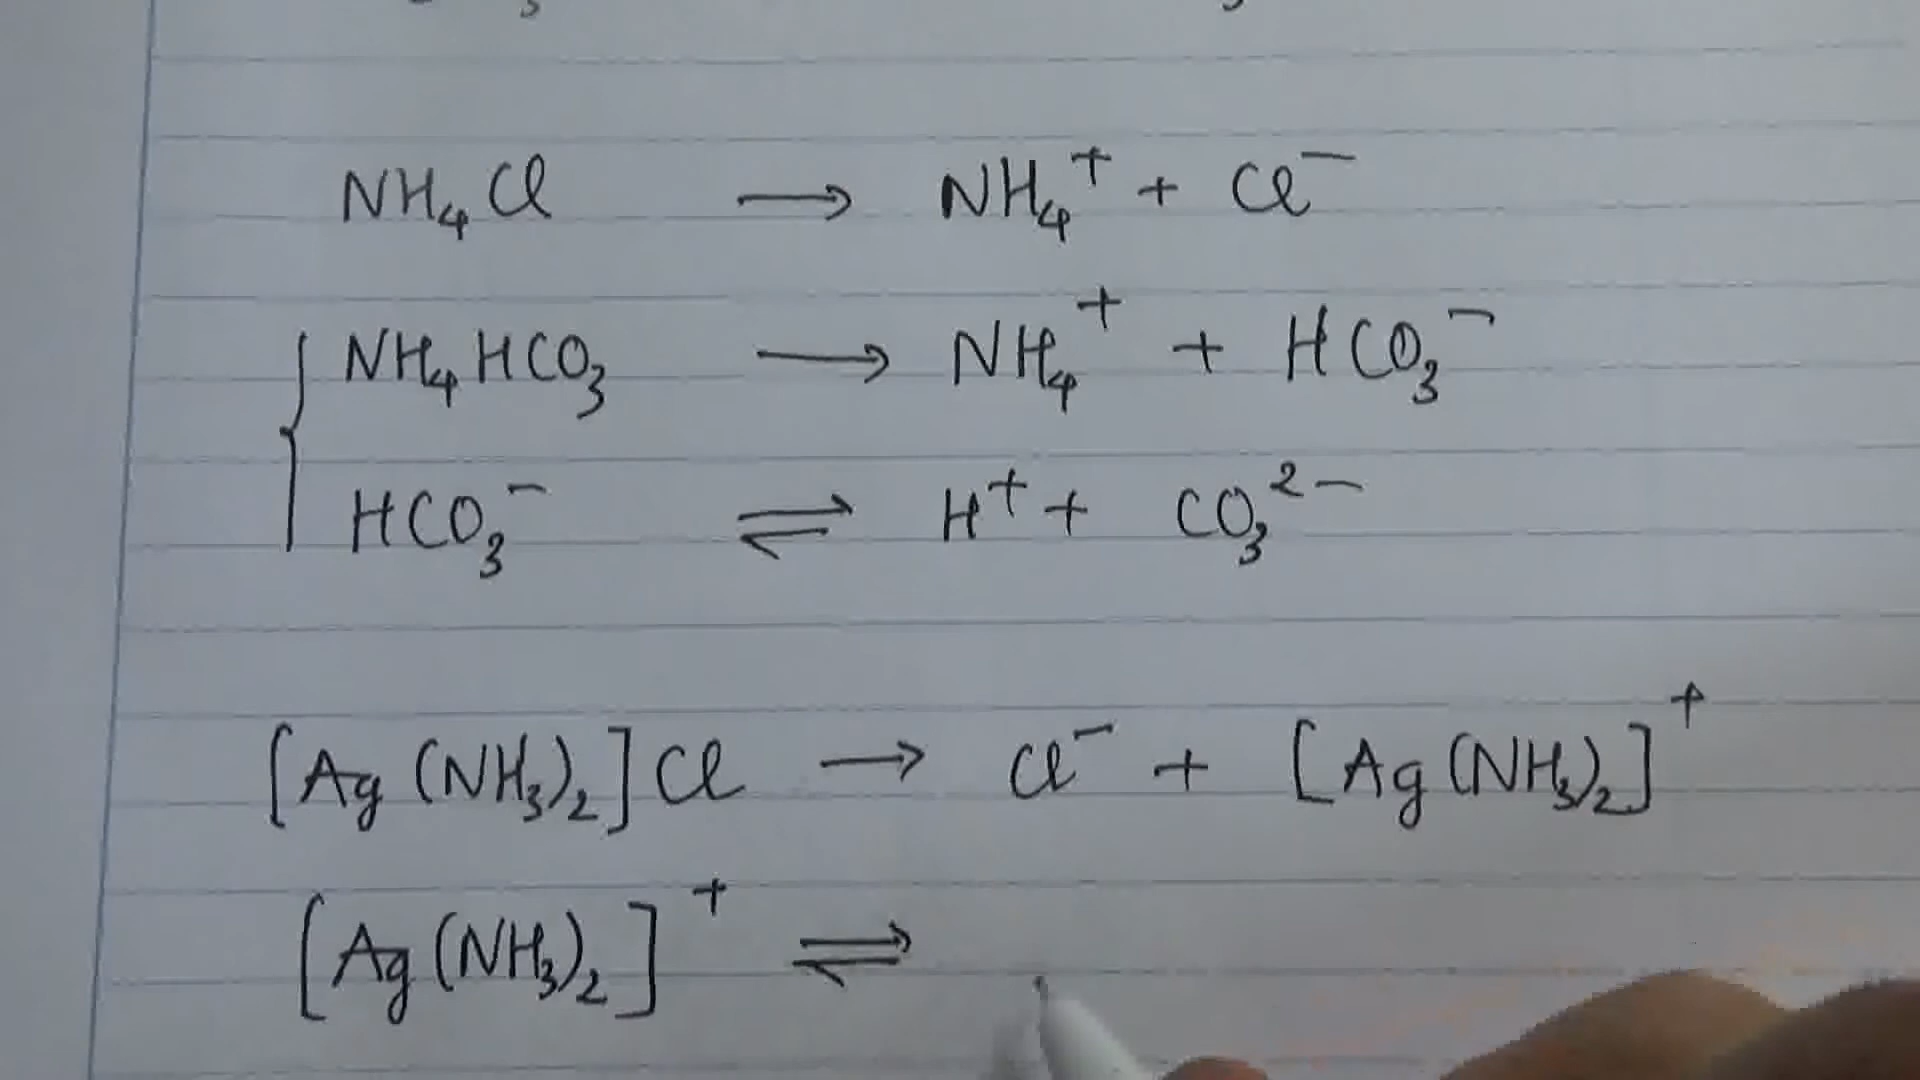 NH₄Cl → NH₄⁺ + Cl⁻
NH₄HCO₃ → NH₄⁺ + HCO₃⁻
HCO₃⁻ ⇌ H⁺ + CO₃²⁻
[Ag(NH₃)₂]Cl → Cl⁻ + [Ag(NH₃)₂]⁺
[Ag(NH₃)₂]⁺ ⇌